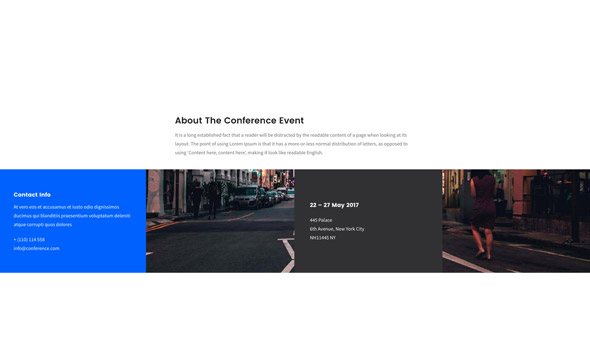 About The Conference Event
It is a long established fact that a reader will be distracted by the readable content of a page when looking at its
layout. The point of using Lorem Ipsum is that it has a more-or-less normal distribution of letters, as opposed to
using 'Content here, content here', making it look like readable English.
Contact Info
At vero eos et accusamus et iusto odio dignissimos
ducimus qui blanditiis praesentium voluptatum deleniti
atque corrupti quos dolores
+ (110) 114 558
info@conference.com
22 – 27 May 2017
445 Palace
6th Avenue, New York City
NH11445 NY